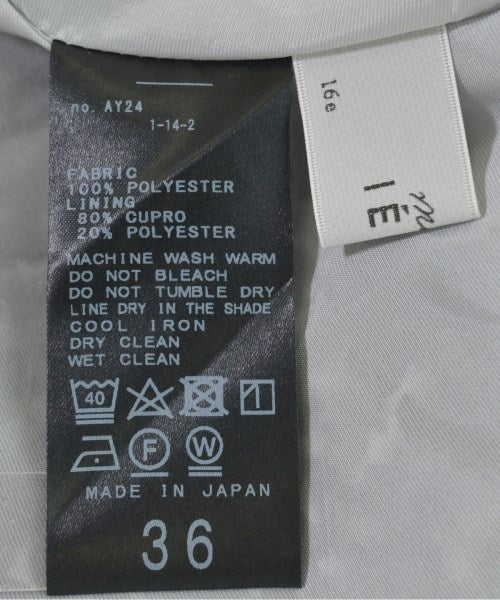 no. AY24
1-14-2
FABRIC
100% POLYESTER
LINING
80% CUPRO
20% POLYESTER
MACHINE WASH WARM
DO NOT BLEACH
DO NOT TUMBLE DRY
LINE DRY IN THE SHADE
COOL IRON
DRY CLEAN
WET CLEAN
40
F W
MADE IN JAPAN
36
16e
IÉ